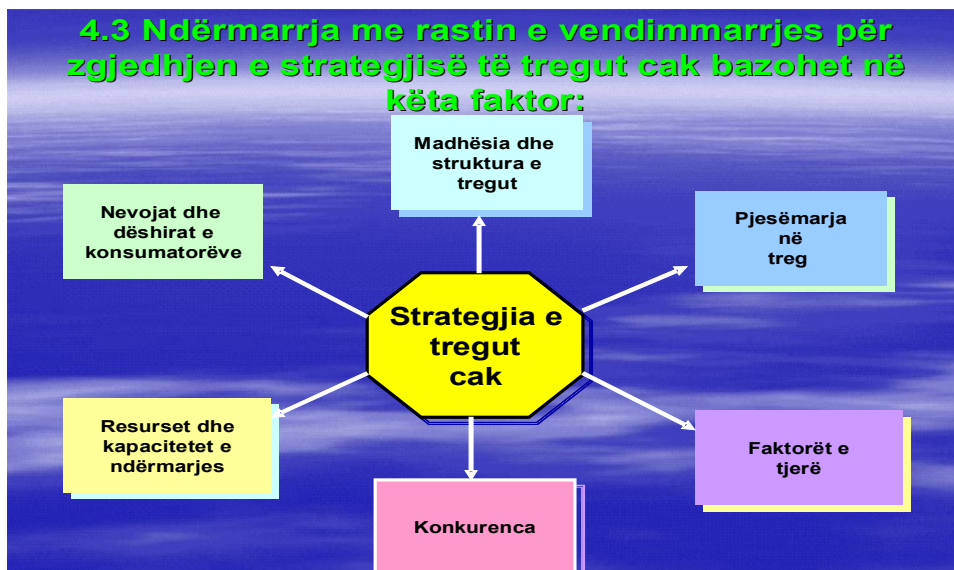 4.3 Ndërmarrja me rastin e vendimmarrjes për
zgjedhjen e strategjisë të tregut cak bazohet në
këta faktor:
Madhësia dhe
struktura e
tregut
Nevojat dhe
dëshirat e
konsumatorëve
Pjesëmarja
në
treg
Strategjia e
tregut
cak
Resurset dhe
kapacitetet e
ndërmarjes
Faktorët e
tjerë
Konkurenca